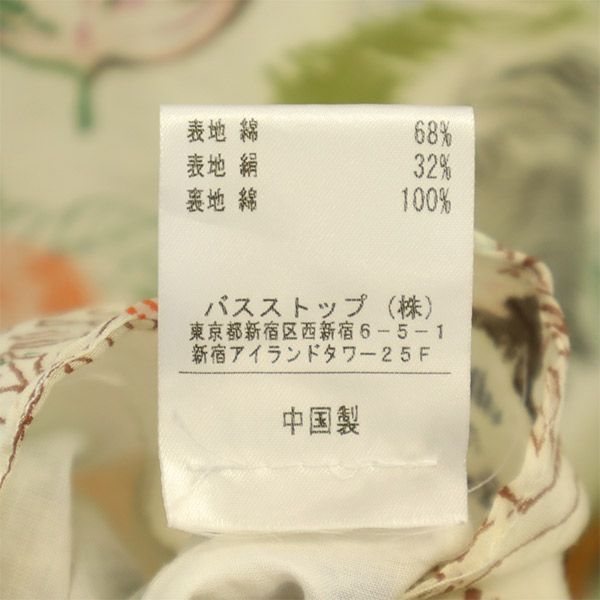 表地 綿 68%
表地 絹 32%
裏地 綿 100%
バスストップ（株）
東京都新宿区西新宿６－５－１
新宿アイランドタワー２５Ｆ
中国製